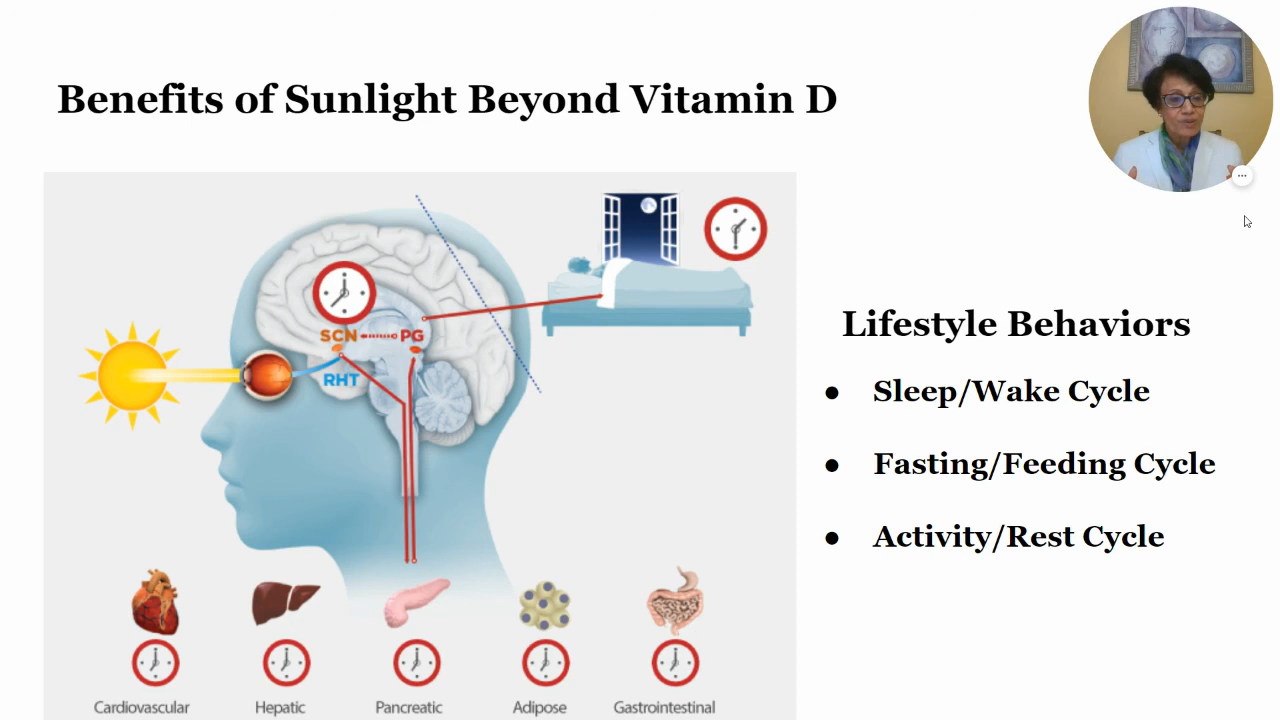 Benefits of Sunlight Beyond Vitamin D
SCN
PG
RHT
Cardiovascular
Hepatic
Pancreatic
Adipose
Gastrointestinal
Lifestyle Behaviors
● Sleep/Wake Cycle
● Fasting/Feeding Cycle
● Activity/Rest Cycle